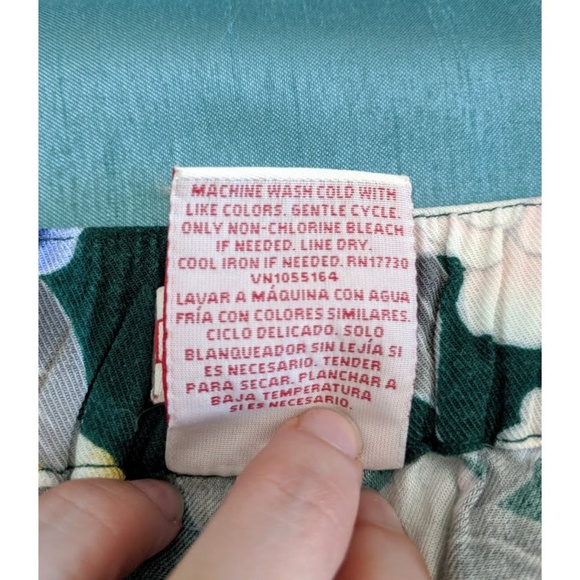 MACHINE WASH COLD WITH
LIKE COLORS. GENTLE CYCLE.
ONLY NON-CHLORINE BLEACH
IF NEEDED. LINE DRY.
COOL IRON IF NEEDED. RN17730
VN1055164
LAVAR A MÁQUINA CON AGUA
FRÍA CON COLORES SIMILARES.
CICLO DELICADO. SOLO
BLANQUEADOR SIN LEJÍA SI
ES NECESARIO. TENDER
PARA SECAR. PLANCHAR A
BAJA TEMPERATURA
SI ES NECESARIO.